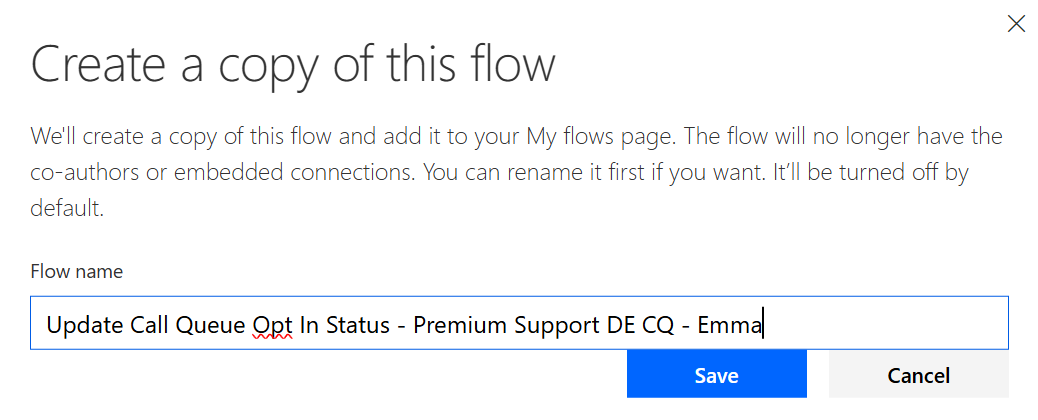 Create a copy of this flow
We'll create a copy of this flow and add it to your My flows page. The flow will no longer have the
co-authors or embedded connections. You can rename it first if you want. It’ll be turned off by
default.
Flow name
Update Call Queue Opt In Status - Premium Support DE CQ - Emma
Save Cancel